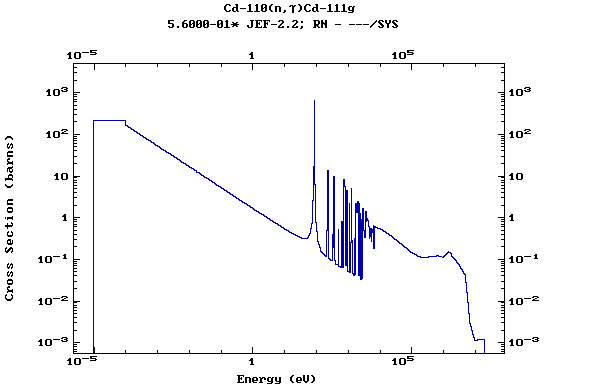 Cd-110(n,γ)Cd-111g
5.6000-01* JEF-2.2; RN - ---/SYS
10⁻⁵ 1 10⁵
10³ 10³
10² 10²
10 10
1 1
10⁻¹ 10⁻¹
10⁻² 10⁻²
10⁻³ 10⁻³
10⁻⁵ 1 10⁵
Cross Section (barns)
Energy (eV)